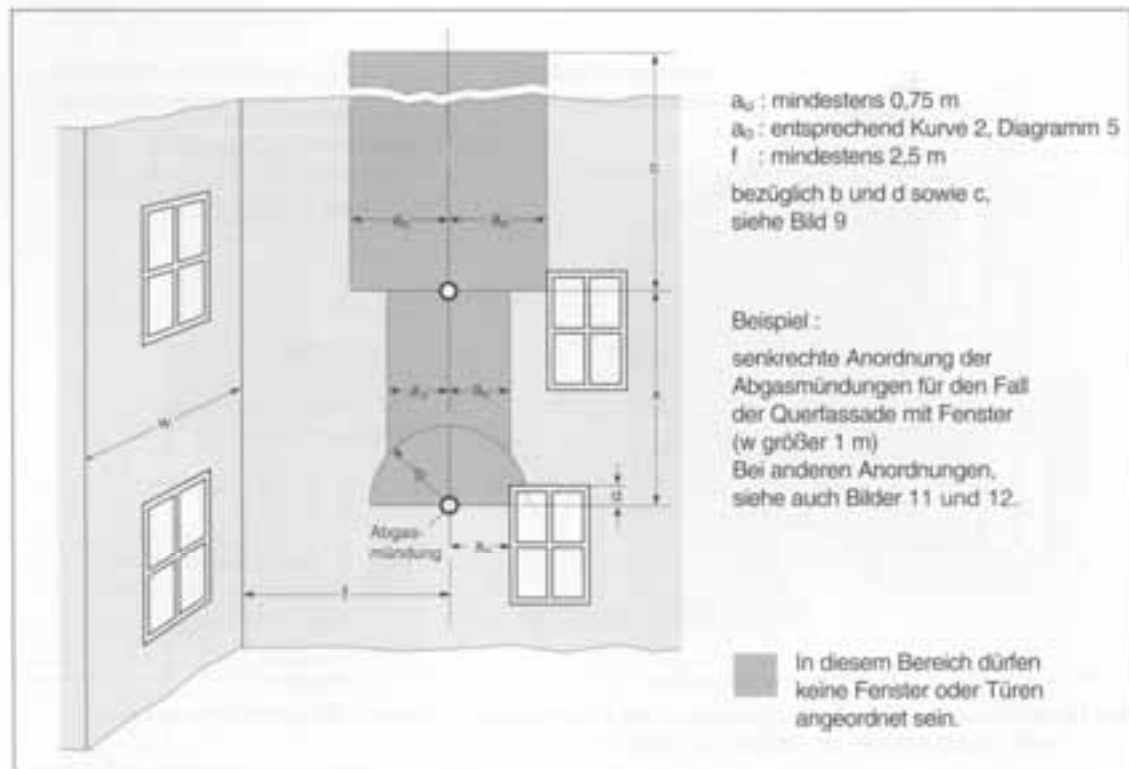 a_u : mindestens 0,75 m
a_o : entsprechend Kurve 2, Diagramm 5
f : mindestens 2,5 m
bezüglich b und d sowie c,
siehe Bild 9
Beispiel :
senkrechte Anordnung der
Abgasmündungen für den Fall
der Querfassade mit Fenster
(w größer 1 m)
Bei anderen Anordnungen,
siehe auch Bilder 11 und 12.
w
Abgas-
mündung
f
d
In diesem Bereich dürfen
keine Fenster oder Türen
angeordnet sein.